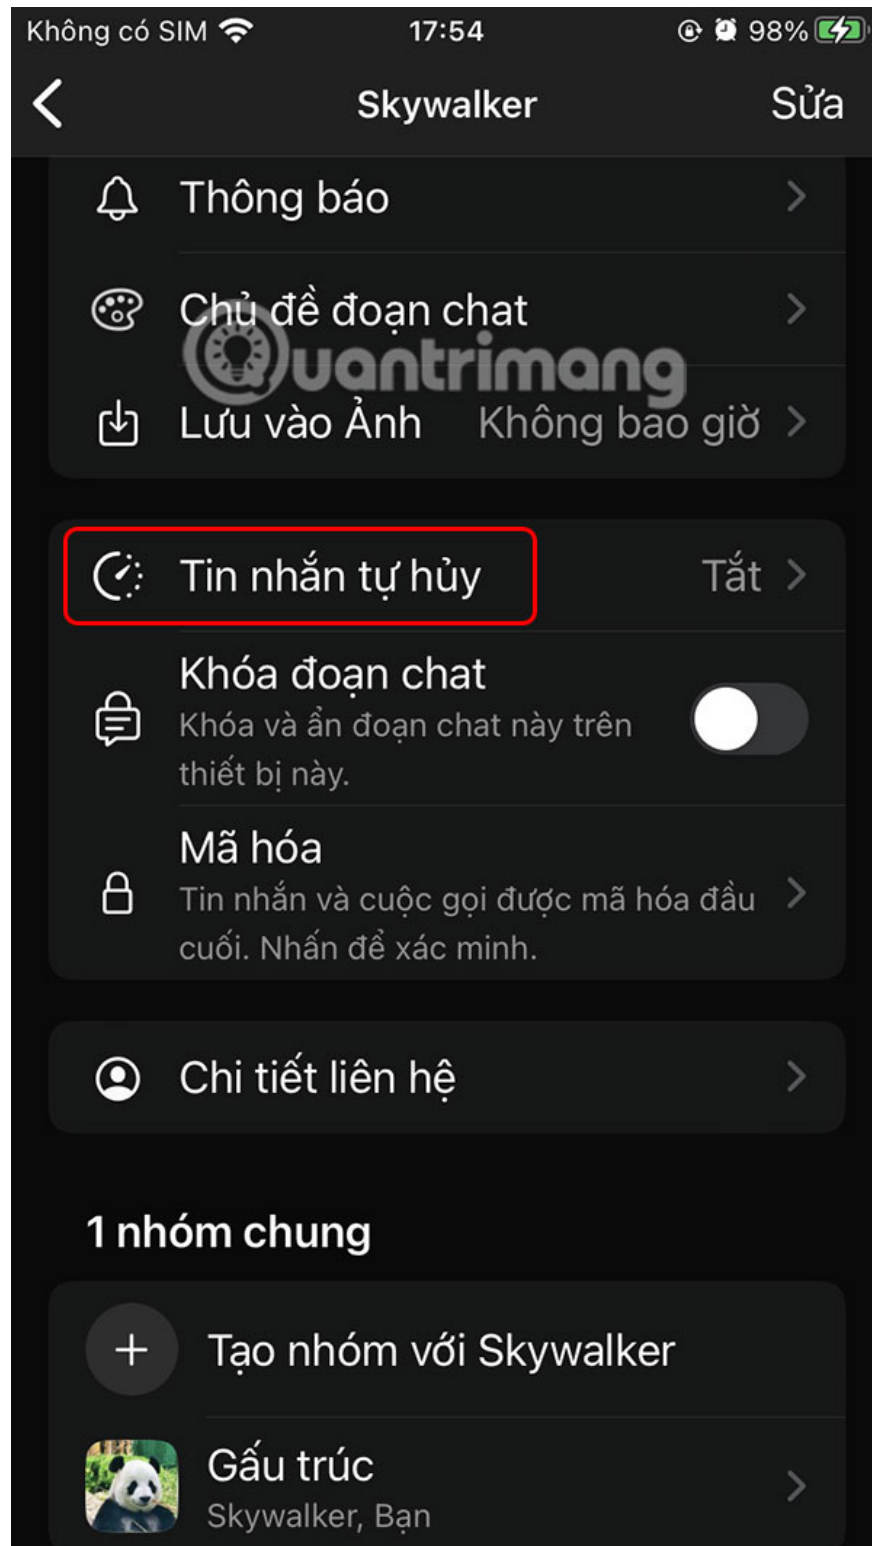 Không có SIM 17:54 98%
Skywalker Sửa
Thông báo
Chủ đề đoạn chat
Quantrimang
Lưu vào Ảnh Không bao giờ
Tin nhắn tự hủy Tắt
Khóa đoạn chat
Khóa và ẩn đoạn chat này trên
thiết bị này.
Mã hóa
Tin nhắn và cuộc gọi được mã hóa đầu
cuối. Nhấn để xác minh.
Chi tiết liên hệ
1 nhóm chung
Tạo nhóm với Skywalker
Gấu trúc
Skywalker, Bạn